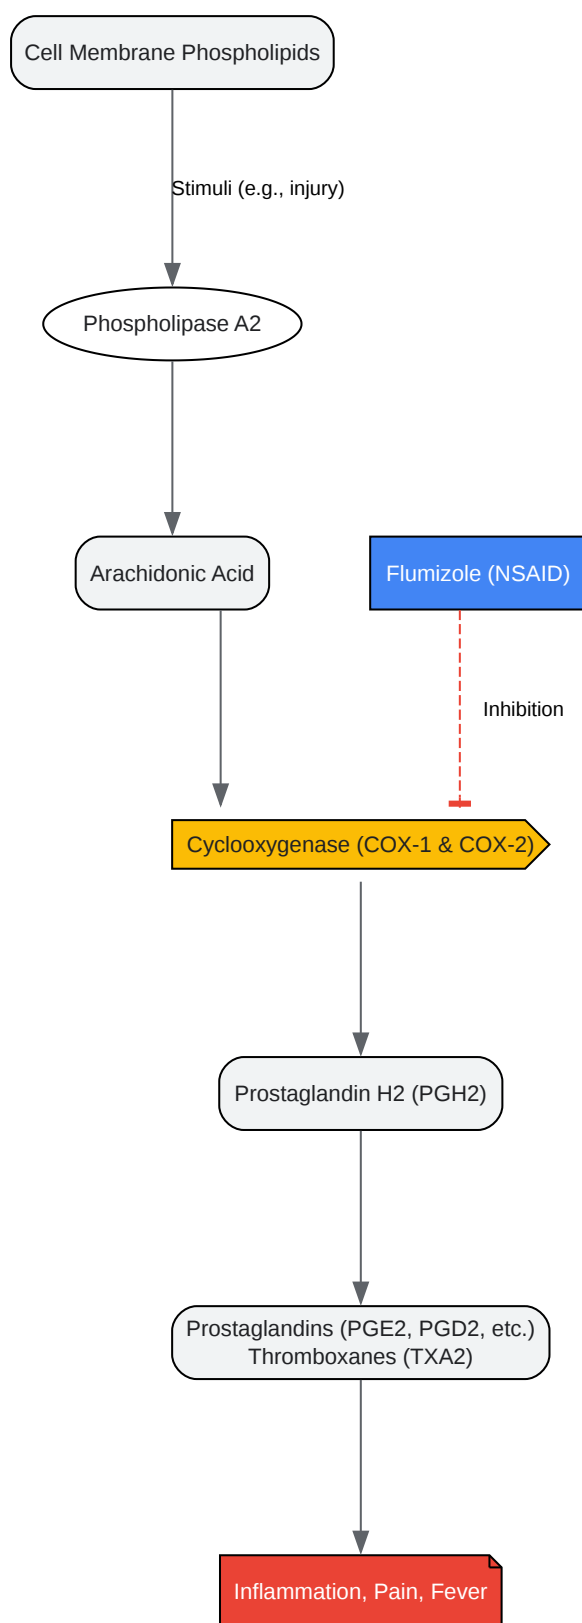 Cell Membrane Phospholipids
Stimuli (e.g., injury)
Phospholipase A2
Arachidonic Acid
Flumizole (NSAID)
Inhibition
Cyclooxygenase (COX-1 & COX-2)
Prostaglandin H2 (PGH2)
Prostaglandins (PGE2, PGD2, etc.)
Thromboxanes (TXA2)
Inflammation, Pain, Fever